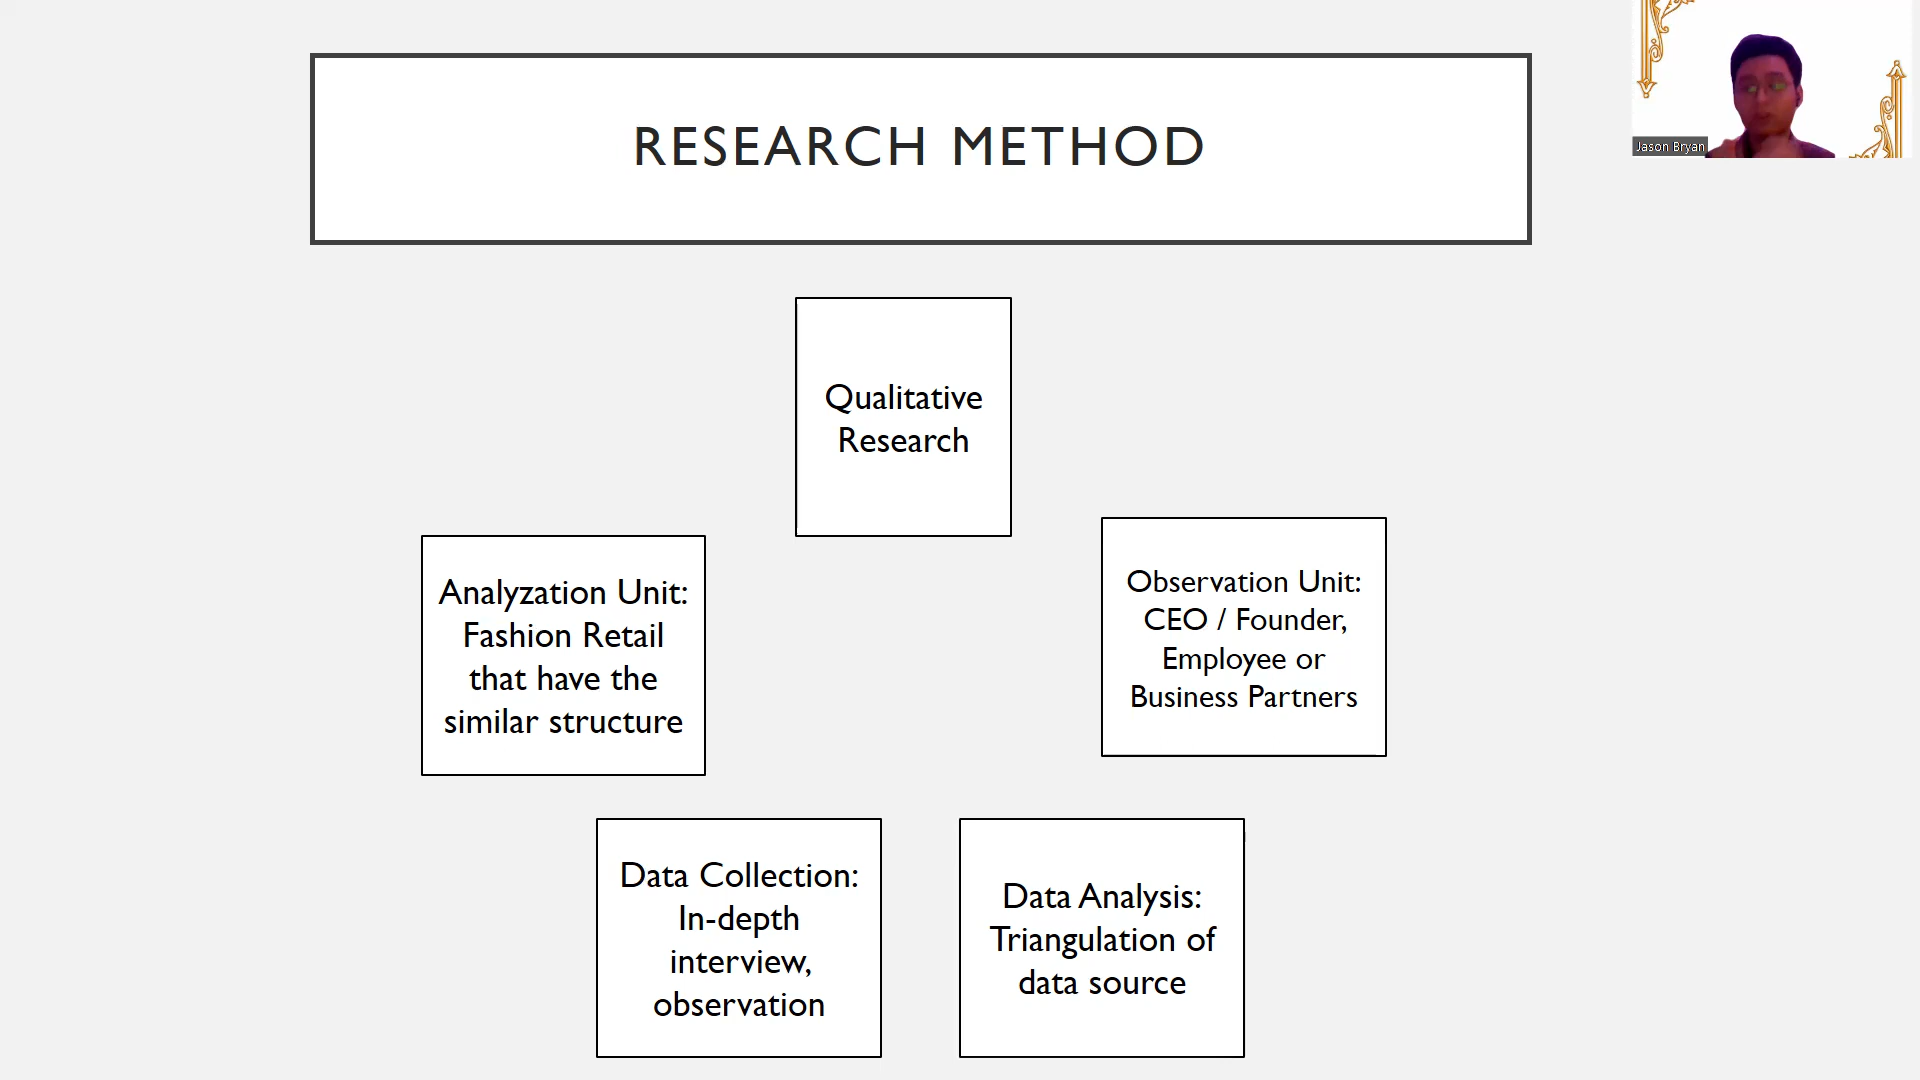 RESEARCH METHOD
Jason Bryan
Qualitative
Research
Analyzation Unit:
Fashion Retail
that have the
similar structure
Observation Unit:
CEO / Founder,
Employee or
Business Partners
Data Collection:
In-depth
interview,
observation
Data Analysis:
Triangulation of
data source